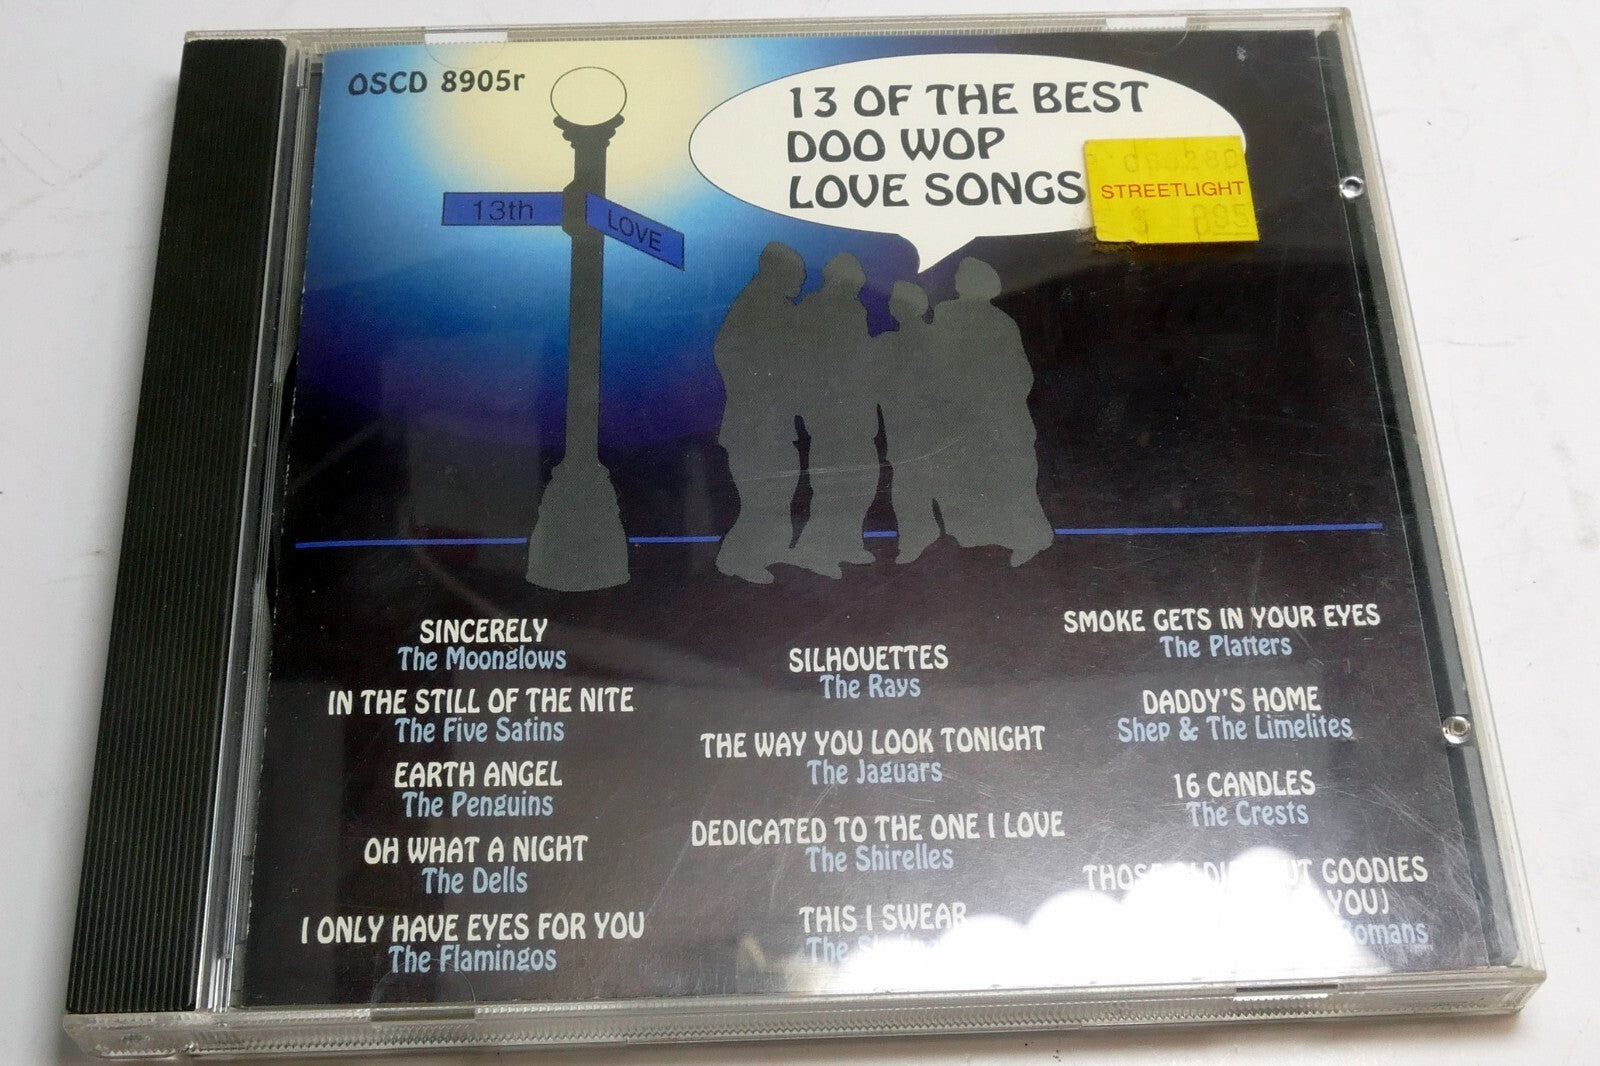 OSCD 8905r
13 OF THE BEST
DOO WOP
LOVE SONGS
STREETLIGHT
13th
LOVE
SINCERELY
The Moonglows
IN THE STILL OF THE NITE
The Five Satins
EARTH ANGEL
The Penguins
OH WHAT A NIGHT
The Dells
I ONLY HAVE EYES FOR YOU
The Flamingos
SILHOUETTES
The Rays
THE WAY YOU LOOK TONIGHT
The Jaguars
DEDICATED TO THE ONE I LOVE
The Shirelles
THIS I SWEAR
The
SMOKE GETS IN YOUR EYES
The Platters
DADDY'S HOME
Shep & The Limelites
16 CANDLES
The Crests
GOODIES
YOU)